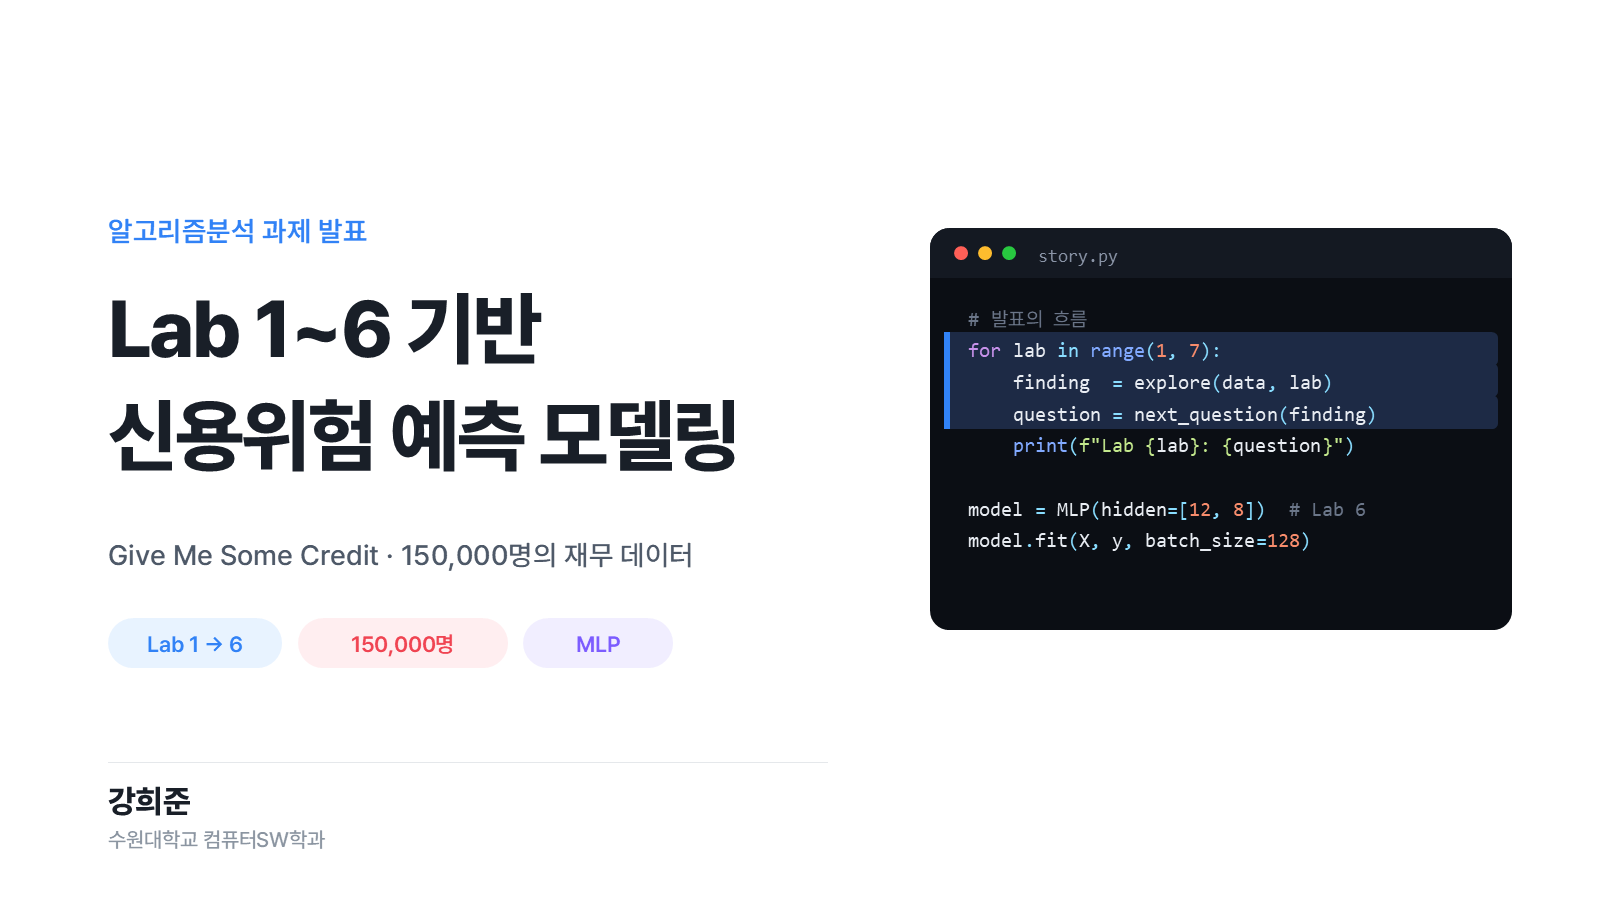 알고리즘분석 과제 발표
Lab 1~6 기반
신용위험 예측 모델링
Give Me Some Credit · 150,000명의 재무 데이터
Lab 1 → 6
150,000명
MLP
강희준
수원대학교 컴퓨터SW학과
story.py
# 발표의 흐름
for lab in range(1, 7):
    finding  = explore(data, lab)
    question = next_question(finding)
    print(f"Lab {lab}: {question}")
model = MLP(hidden=[12, 8])  # Lab 6
model.fit(X, y, batch_size=128)